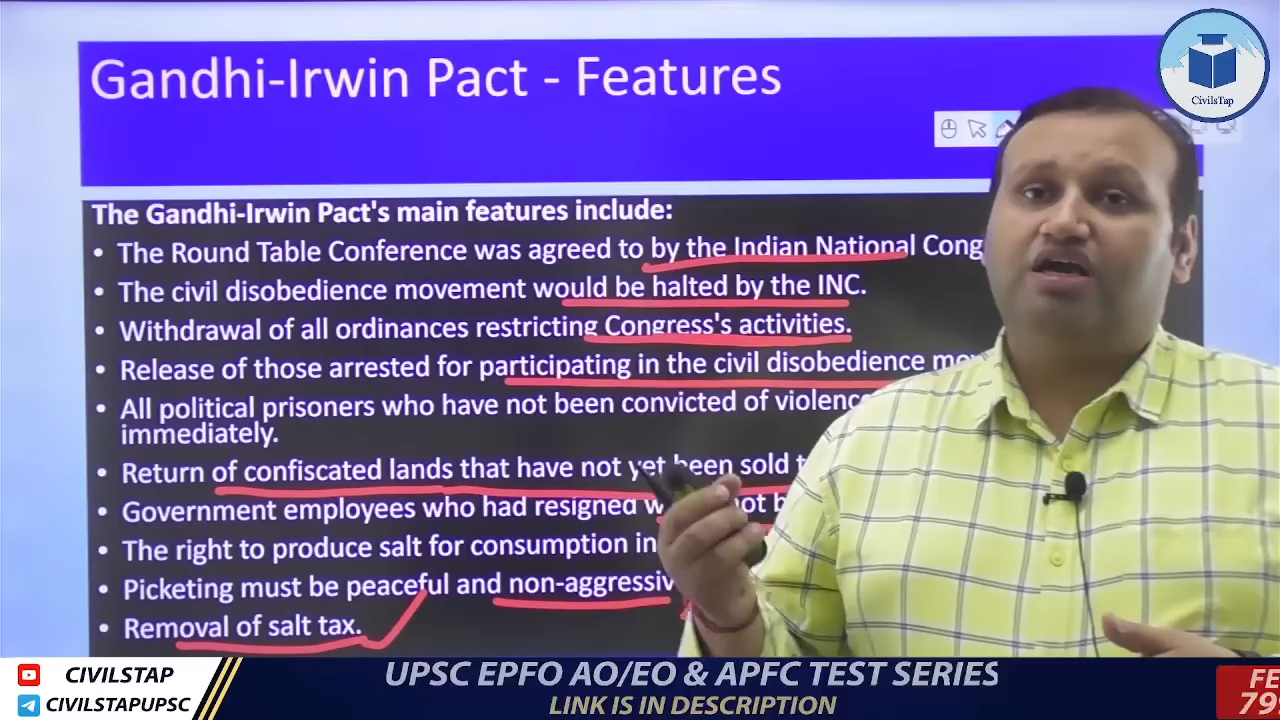 Gandhi-Irwin Pact - Features
CivilsTap
The Gandhi-Irwin Pact's main features include:
• The Round Table Conference was agreed to by the Indian National Cong
• The civil disobedience movement would be halted by the INC.
• Withdrawal of all ordinances restricting Congress's activities.
• Release of those arrested for participating in the civil disobedience
• All political prisoners who have not been convicted of violence
immediately.
• Return of confiscated lands that have not yet been sold
• Government employees who had resigned
• The right to produce salt for consumption in
• Picketing must be peaceful and non-aggressiv
• Removal of salt tax.
CIVILSTAP
CIVILSTAPUPSC
UPSC EPFO AO/EO & APFC TEST SERIES
LINK IS IN DESCRIPTION
FE
79